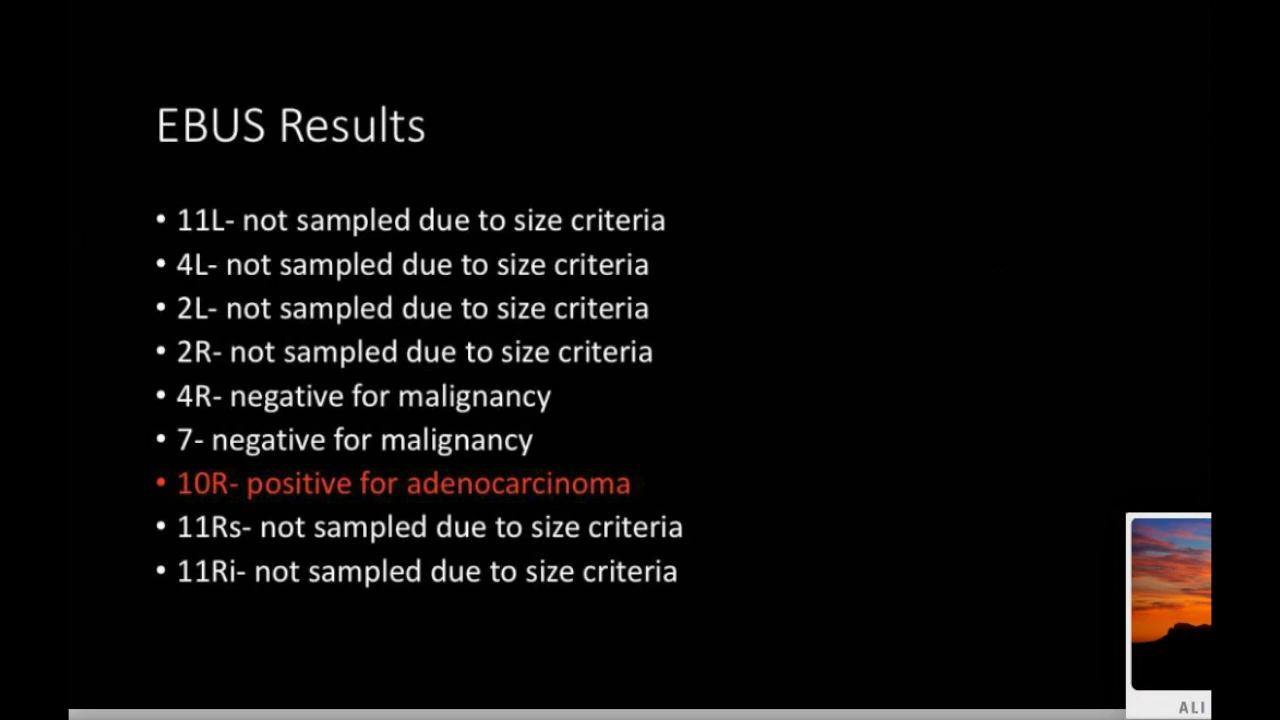 EBUS Results
• 11L- not sampled due to size criteria
• 4L- not sampled due to size criteria
• 2L- not sampled due to size criteria
• 2R- not sampled due to size criteria
• 4R- negative for malignancy
• 7- negative for malignancy
• 10R- positive for adenocarcinoma
• 11Rs- not sampled due to size criteria
• 11Ri- not sampled due to size criteria
ALI